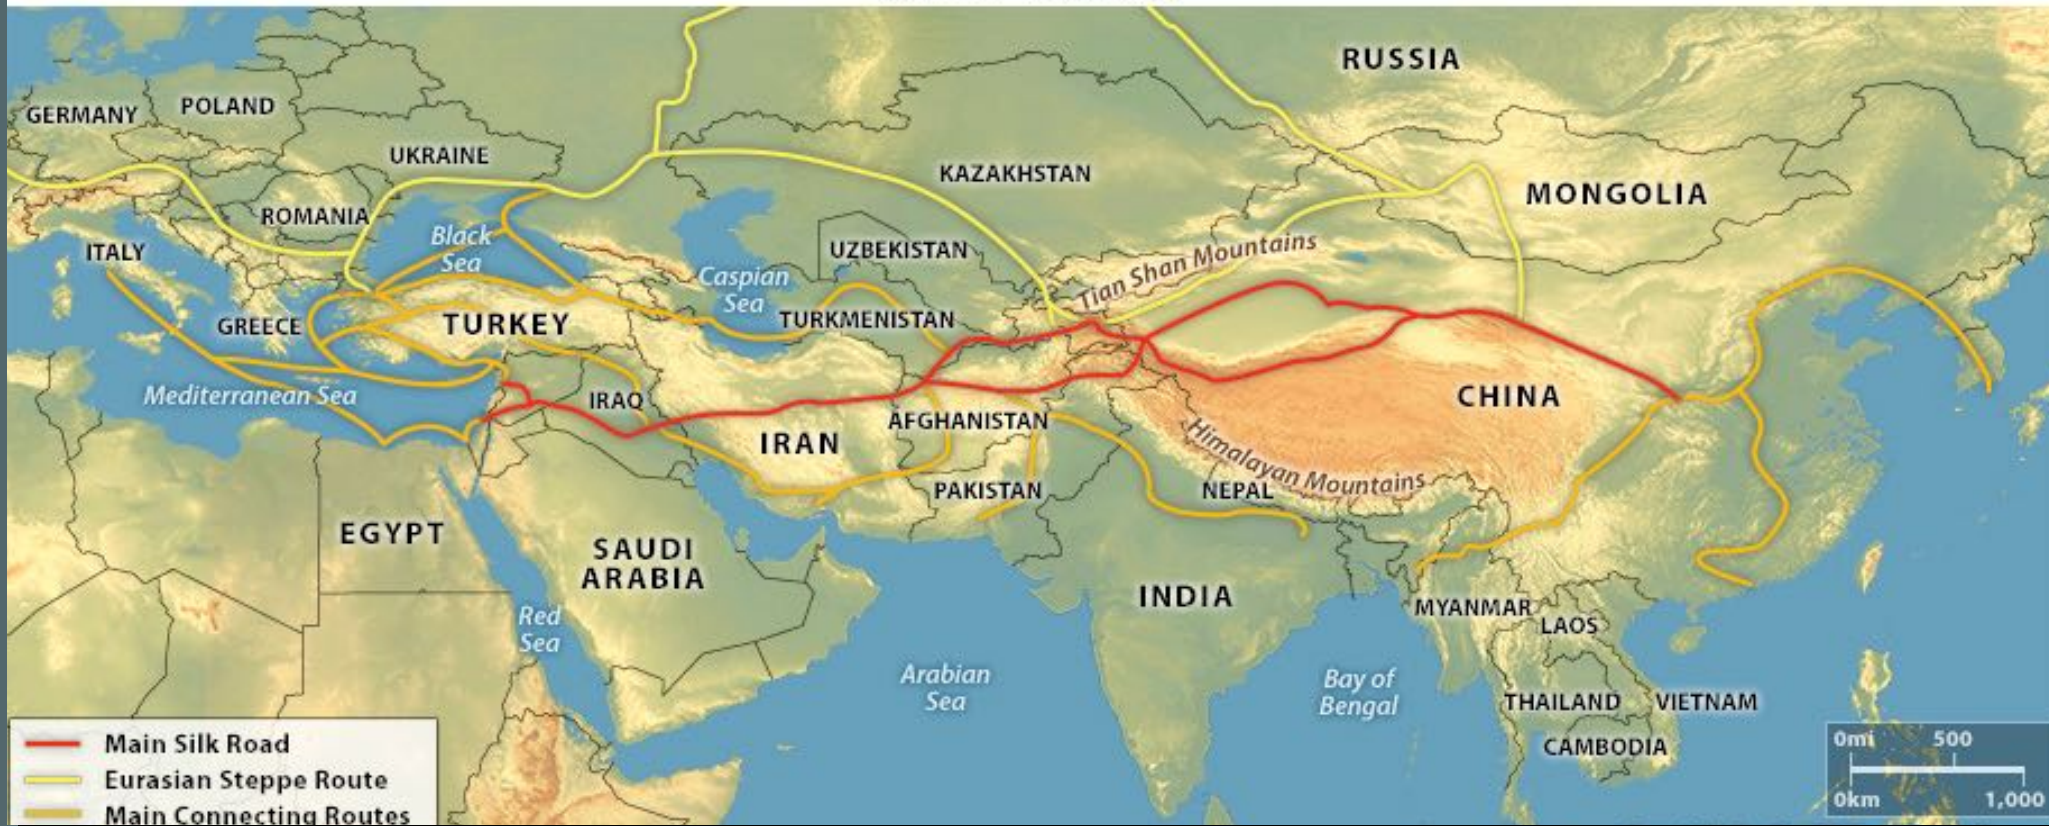 RUSSIA
GERMANY
POLAND
UKRAINE
KAZAKHSTAN
MONGOLIA
ROMANIA
ITALY
Black
Sea
UZBEKISTAN
Tian Shan Mountains
Caspian
Sea
GREECE
TURKEY
TURKMENISTAN
Mediterranean Sea
IRAQ
CHINA
AFGHANISTAN
IRAN
Himalayan Mountains
PAKISTAN
NEPAL
EGYPT
SAUDI
ARABIA
INDIA
MYANMAR
LAOS
Red
Sea
Arabian
Sea
Bay of
Bengal
THAILAND
VIETNAM
CAMBODIA
Main Silk Road
Eurasian Steppe Route
Main Connecting Routes
0mi 500
0km 1,000